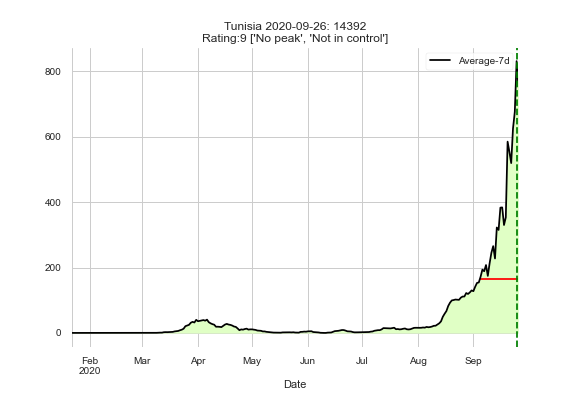 Tunisia 2020-09-26: 14392
Rating:9 ['No peak', 'Not in control']
Average-7d
800
600
400
200
0
Feb
2020
Mar
Apr
May
Jun
Jul
Aug
Sep
Date